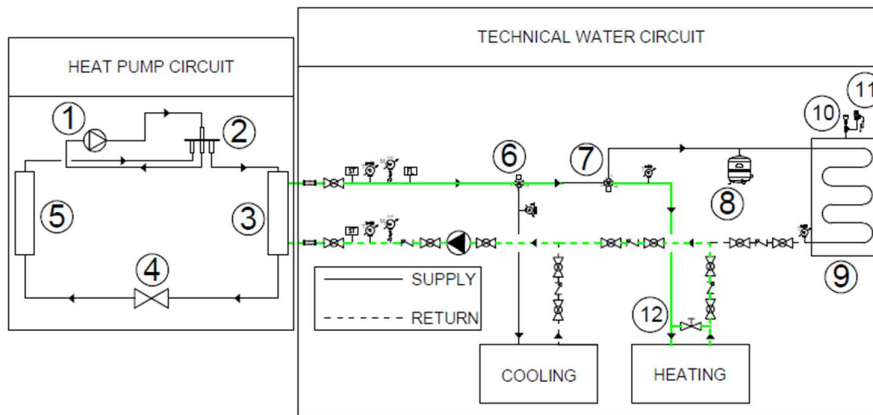 TECHNICAL WATER CIRCUIT
HEAT PUMP CIRCUIT
1
2
3
4
5
6
7
8
9
10
11
12
SUPPLY
RETURN
COOLING
HEATING